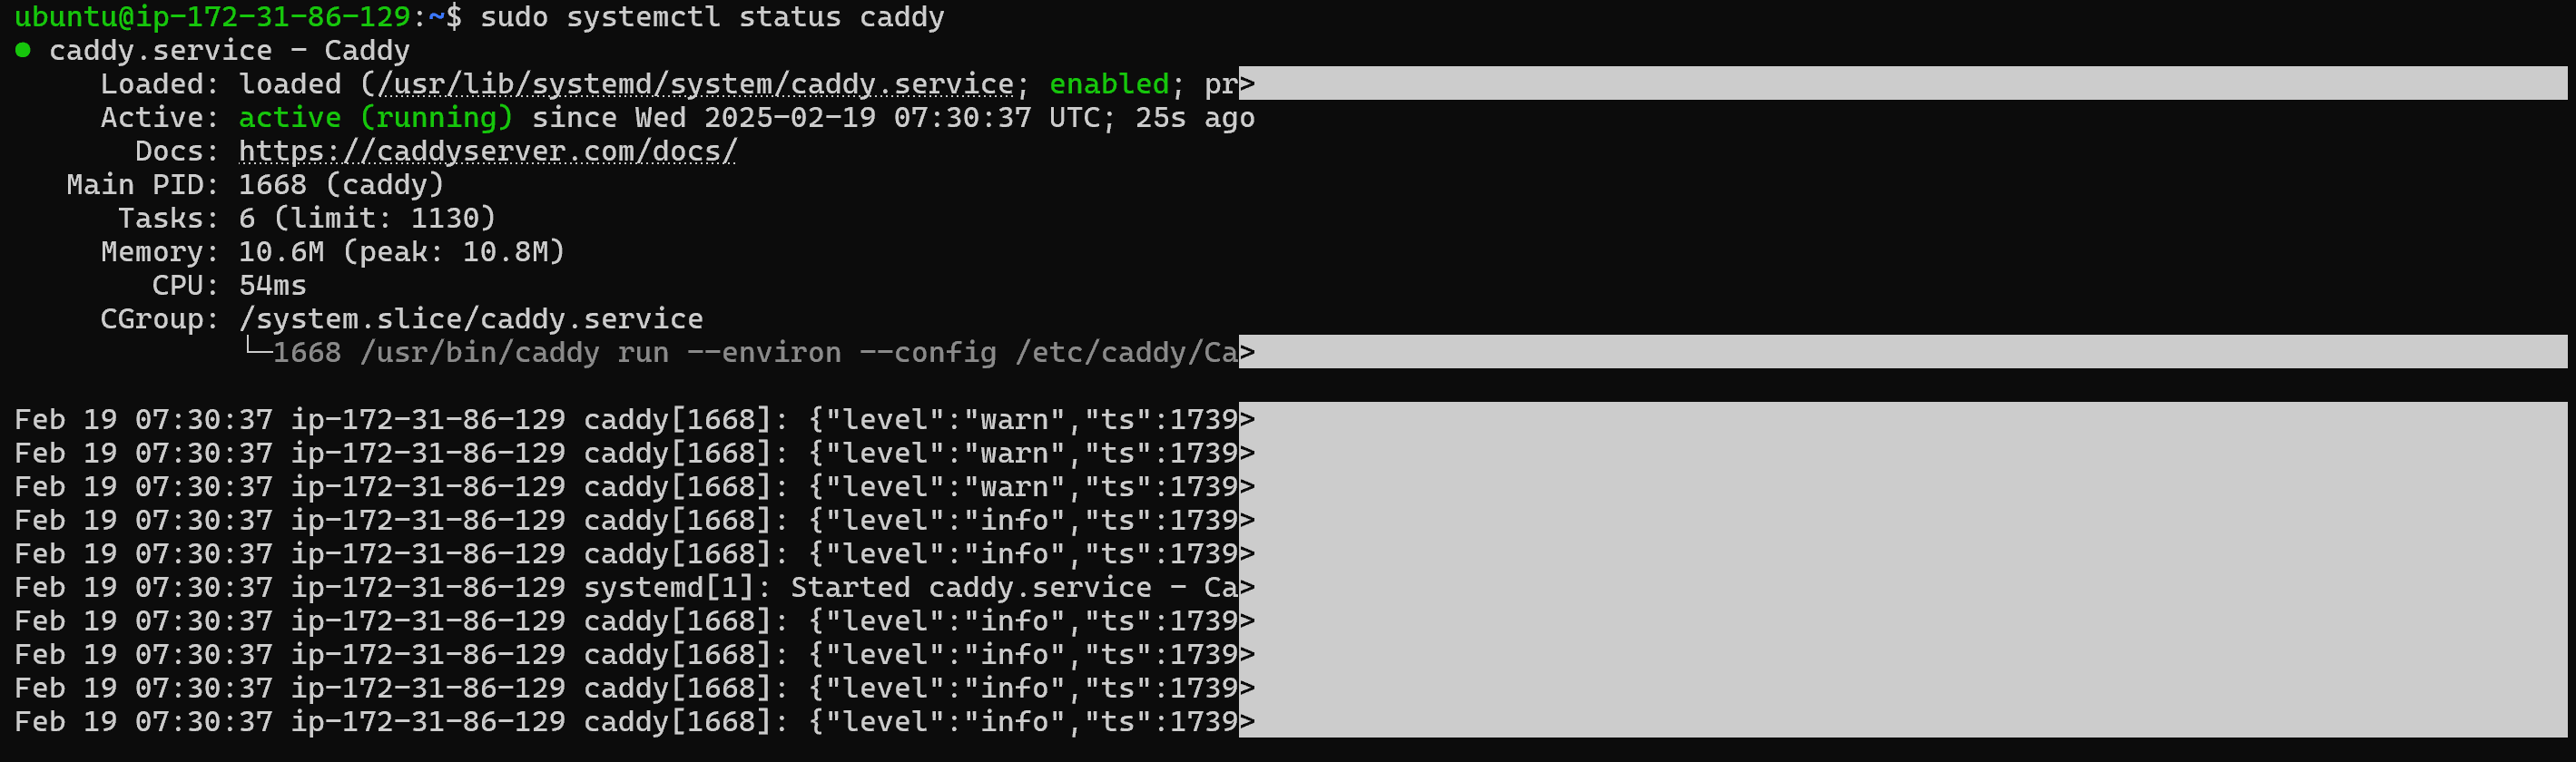 ubuntu@ip-172-31-86-129:~$ sudo systemctl status caddy
● caddy.service - Caddy
     Loaded: loaded (/usr/lib/systemd/system/caddy.service; enabled; pr>
     Active: active (running) since Wed 2025-02-19 07:30:37 UTC; 25s ago
       Docs: https://caddyserver.com/docs/
   Main PID: 1668 (caddy)
      Tasks: 6 (limit: 1130)
     Memory: 10.6M (peak: 10.8M)
        CPU: 54ms
     CGroup: /system.slice/caddy.service
             └─1668 /usr/bin/caddy run --environ --config /etc/caddy/Ca>
Feb 19 07:30:37 ip-172-31-86-129 caddy[1668]: {"level":"warn","ts":1739>
Feb 19 07:30:37 ip-172-31-86-129 caddy[1668]: {"level":"warn","ts":1739>
Feb 19 07:30:37 ip-172-31-86-129 caddy[1668]: {"level":"warn","ts":1739>
Feb 19 07:30:37 ip-172-31-86-129 caddy[1668]: {"level":"info","ts":1739>
Feb 19 07:30:37 ip-172-31-86-129 caddy[1668]: {"level":"info","ts":1739>
Feb 19 07:30:37 ip-172-31-86-129 systemd[1]: Started caddy.service - Ca>
Feb 19 07:30:37 ip-172-31-86-129 caddy[1668]: {"level":"info","ts":1739>
Feb 19 07:30:37 ip-172-31-86-129 caddy[1668]: {"level":"info","ts":1739>
Feb 19 07:30:37 ip-172-31-86-129 caddy[1668]: {"level":"info","ts":1739>
Feb 19 07:30:37 ip-172-31-86-129 caddy[1668]: {"level":"info","ts":1739>